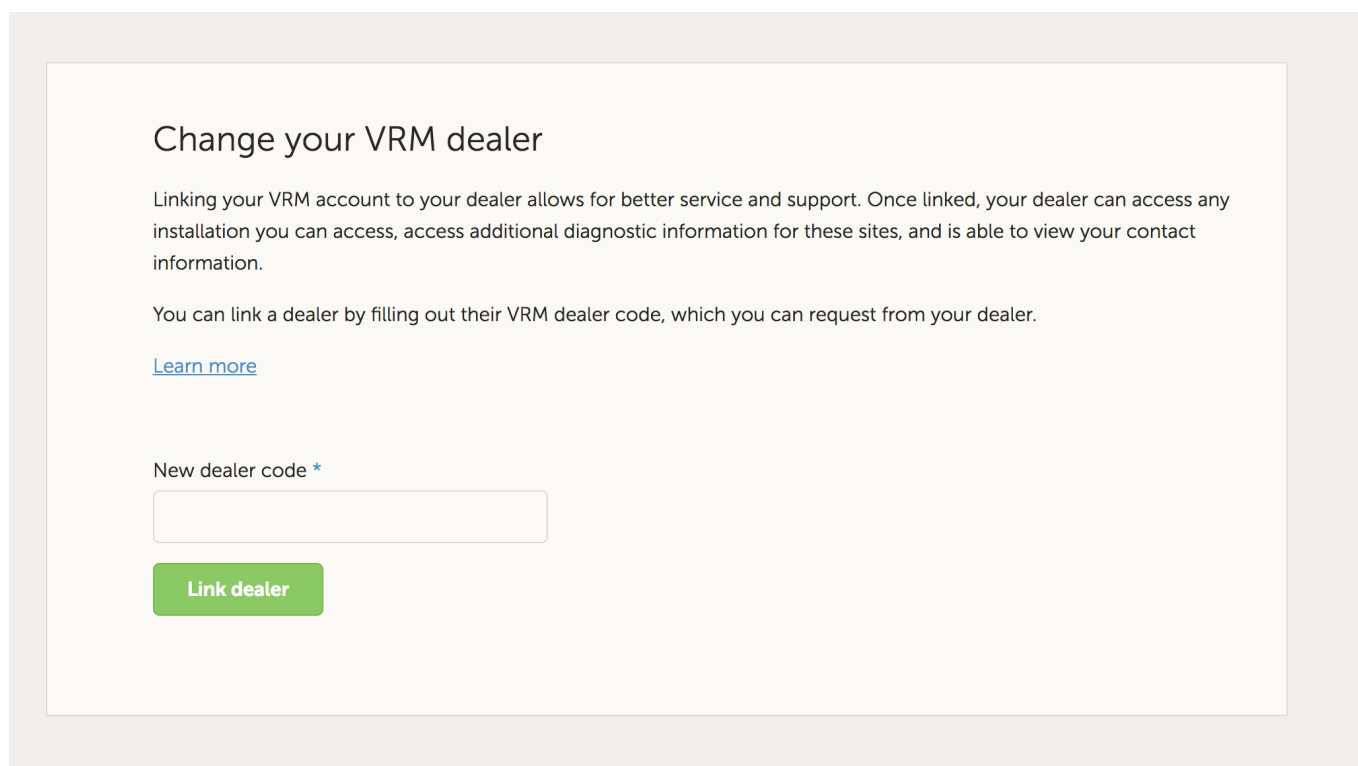 Change your VRM dealer
Linking your VRM account to your dealer allows for better service and support. Once linked, your dealer can access any
installation you can access, access additional diagnostic information for these sites, and is able to view your contact
information.
You can link a dealer by filling out their VRM dealer code, which you can request from your dealer.
Learn more
New dealer code *
Link dealer